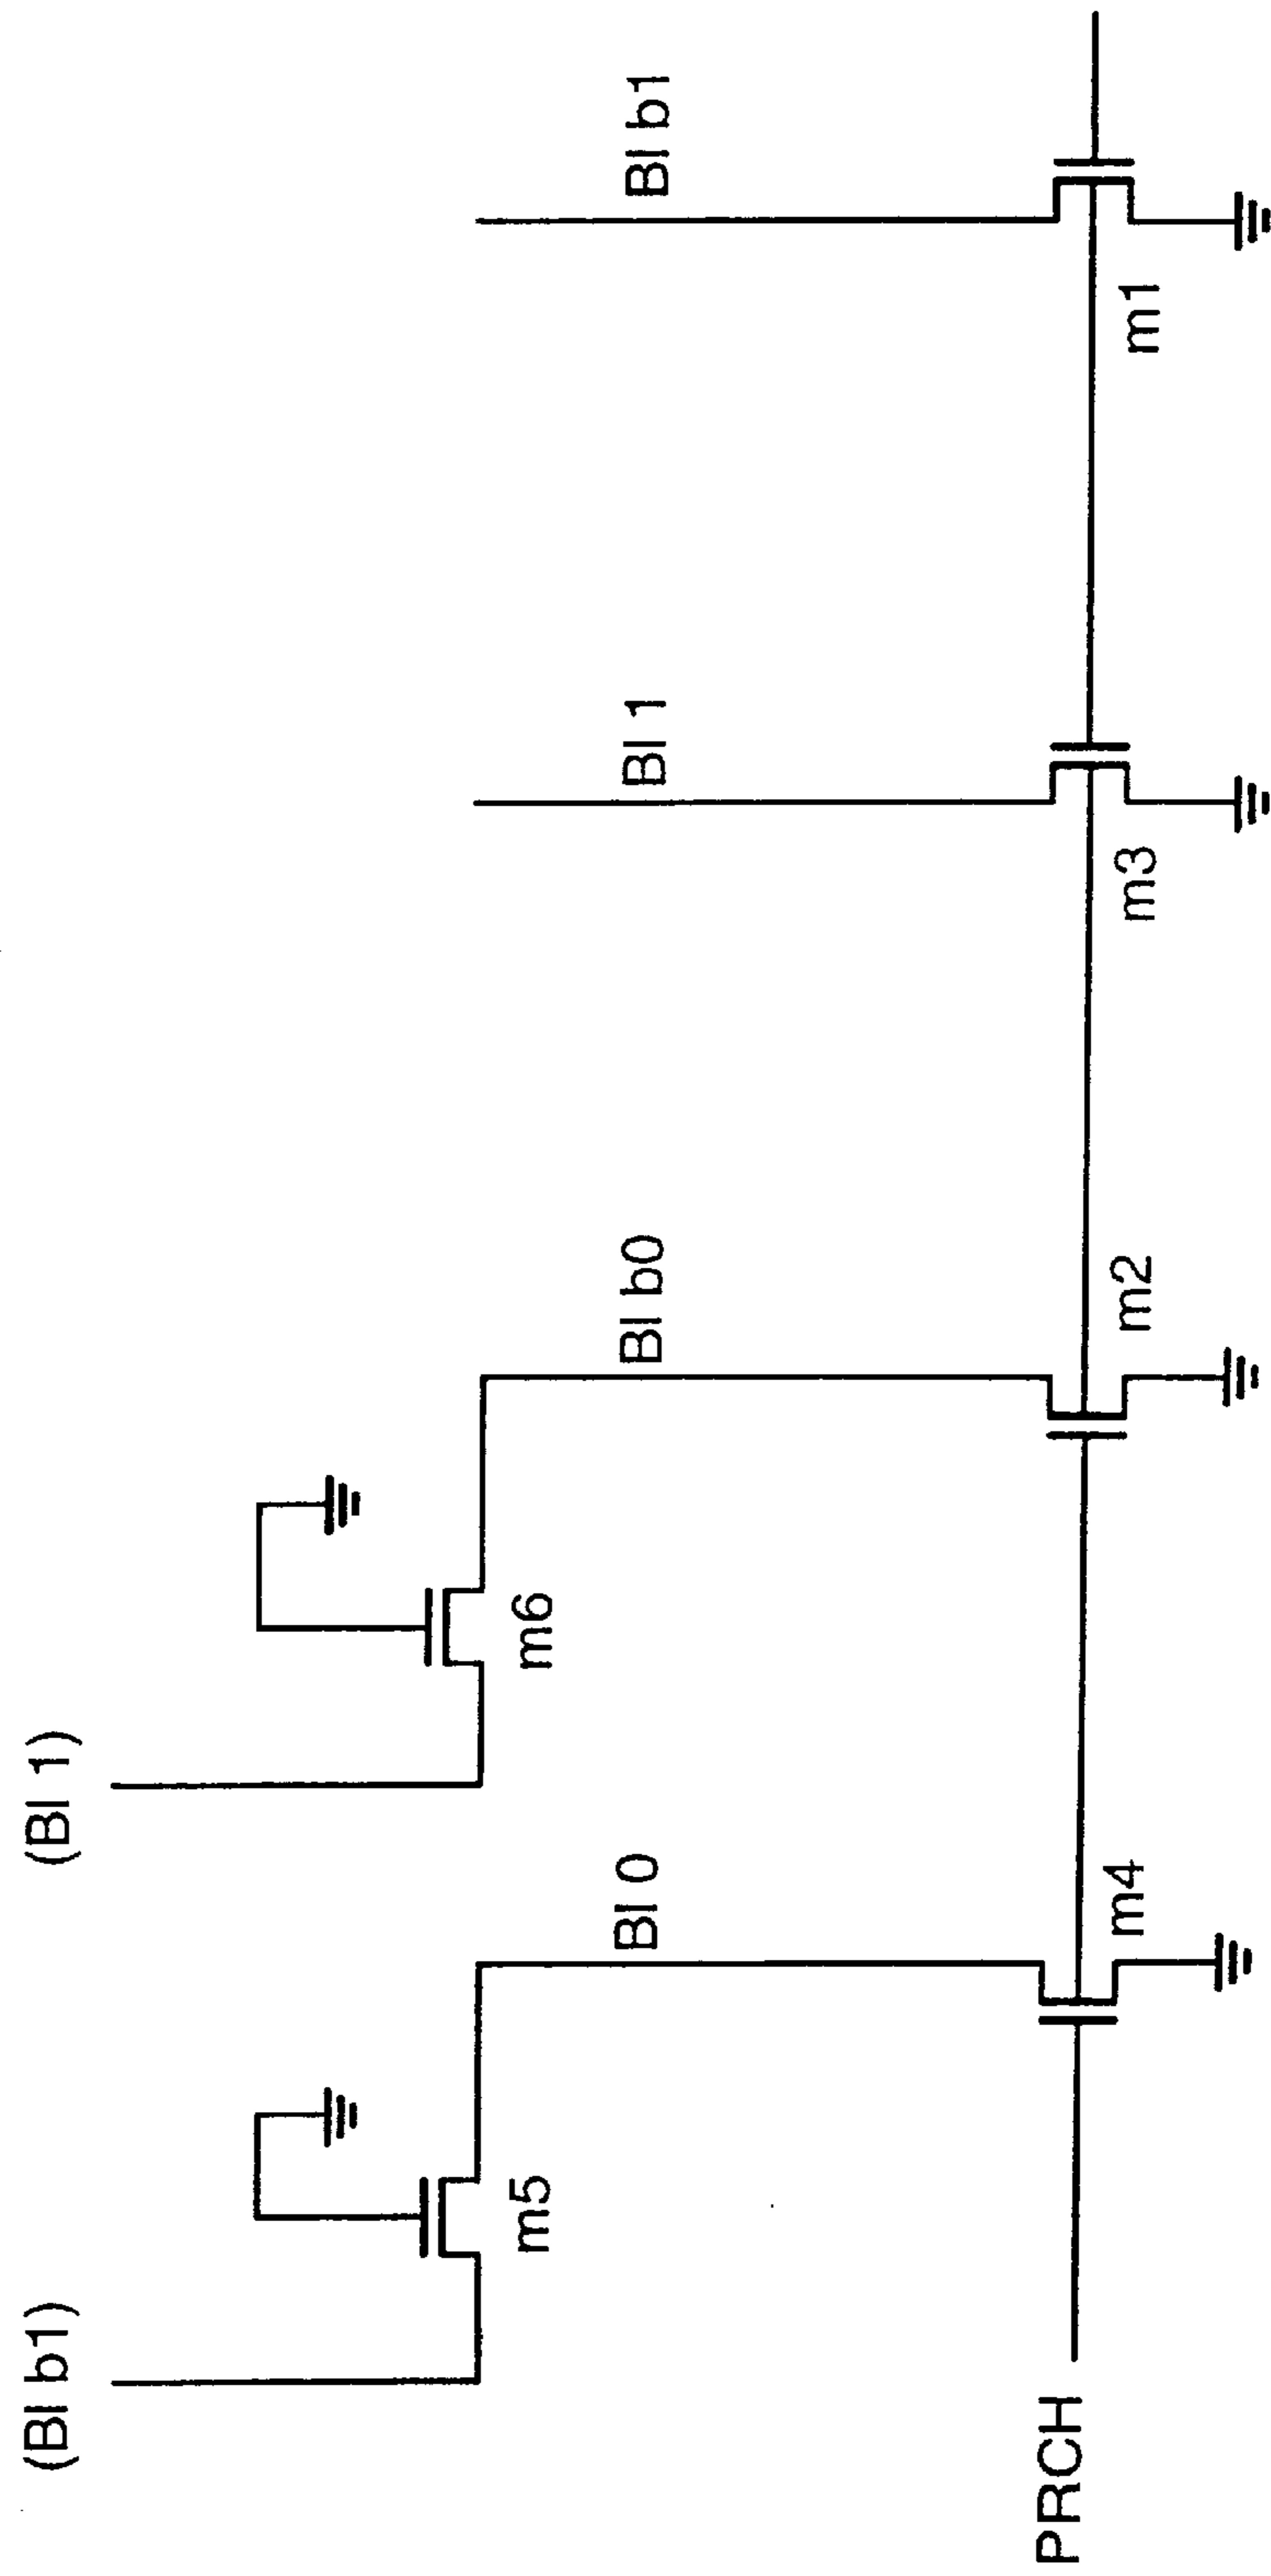 (Bl b1)
(Bl 1)
Bl 0
Bl b0
Bl 1
Bl b1
m5
m6
PRCH
m4
m2
m3
m1